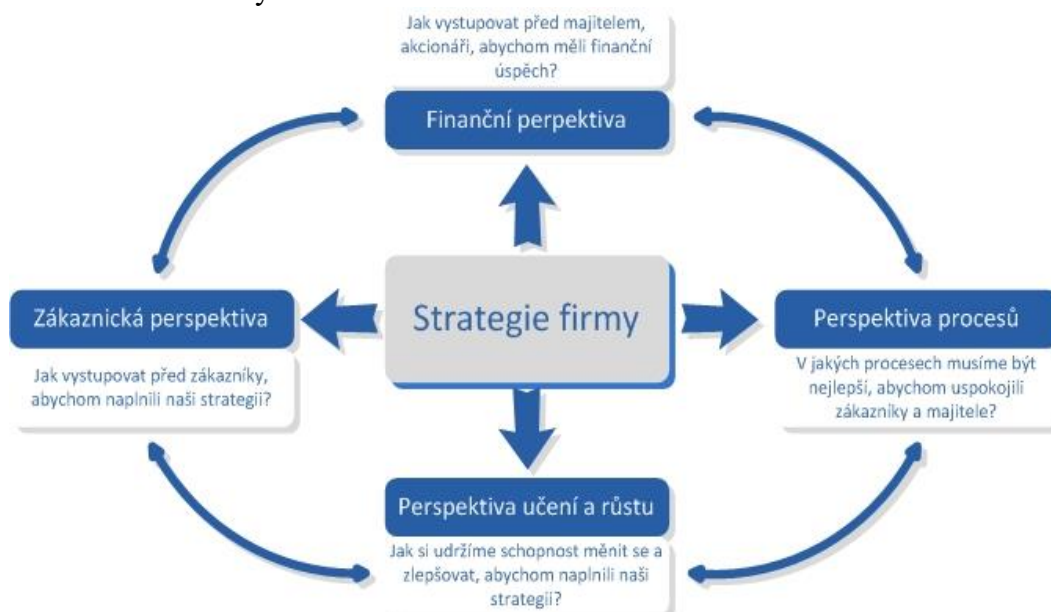 Jak vystupovat před majitelem,
akcionáři, abychom měli finanční
úspěch?
Finanční perpektiva
Zákaznická perspektiva
Jak vystupovat před zákazníky,
abychom naplnili naši strategii?
Strategie firmy
Perspektiva procesů
V jakých procesech musíme být
nejlepší, abychom uspokojili
zákazníky a majitele?
Perspektiva učení a růstu
Jak si udržíme schopnost měnit se a
zlepšovat, abychom naplnili naši
strategii?